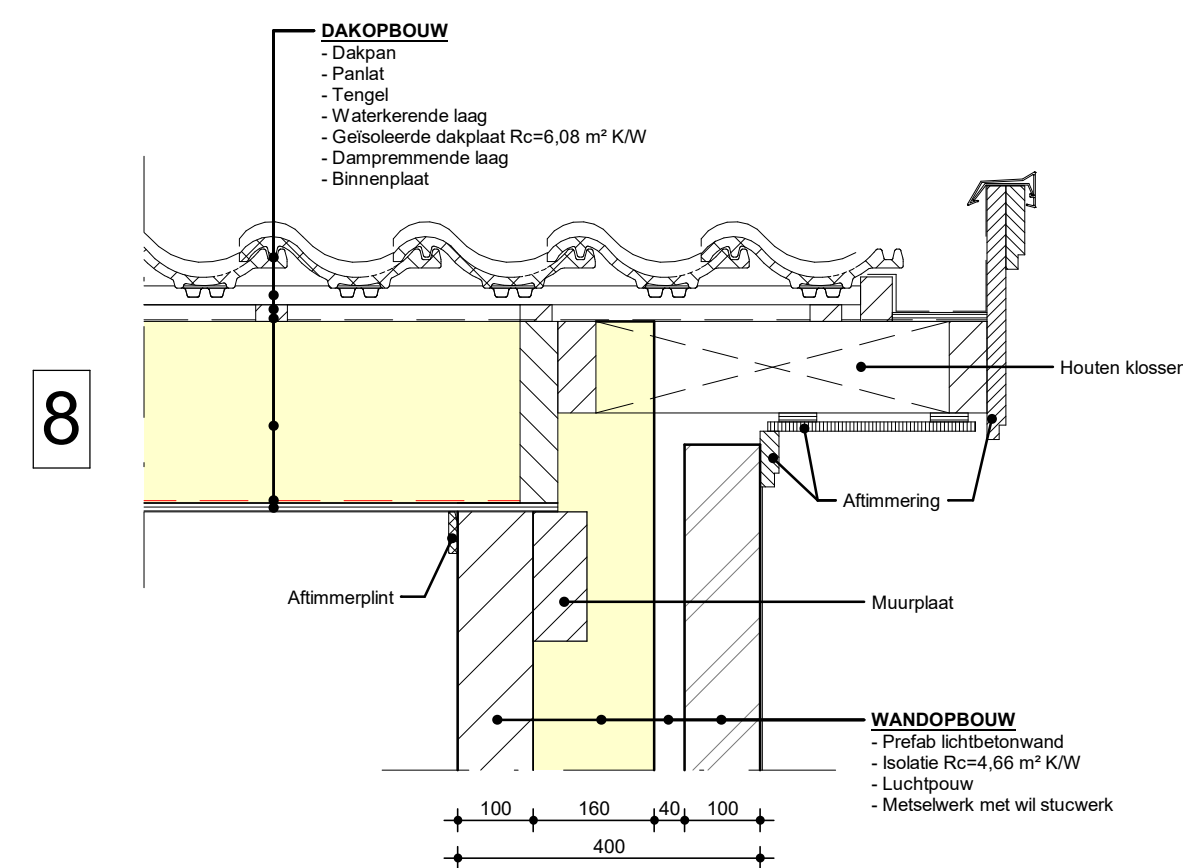 DAKOPBOUW
- Dakpan
- Panlat
- Tengel
- Waterkerende laag
- Geïsoleerde dakplaat Rc=6,08 m² K/W
- Dampremmende laag
- Binnenplaat
8
Houten klossen
Aftimmering
Aftimmerplint
Muurplaat
WANDOPBOUW
- Prefab lichtbetonwand
- Isolatie Rc=4,66 m² K/W
- Luchtpouw
- Metselwerk met wil stucwerk
100 160 40 100
400